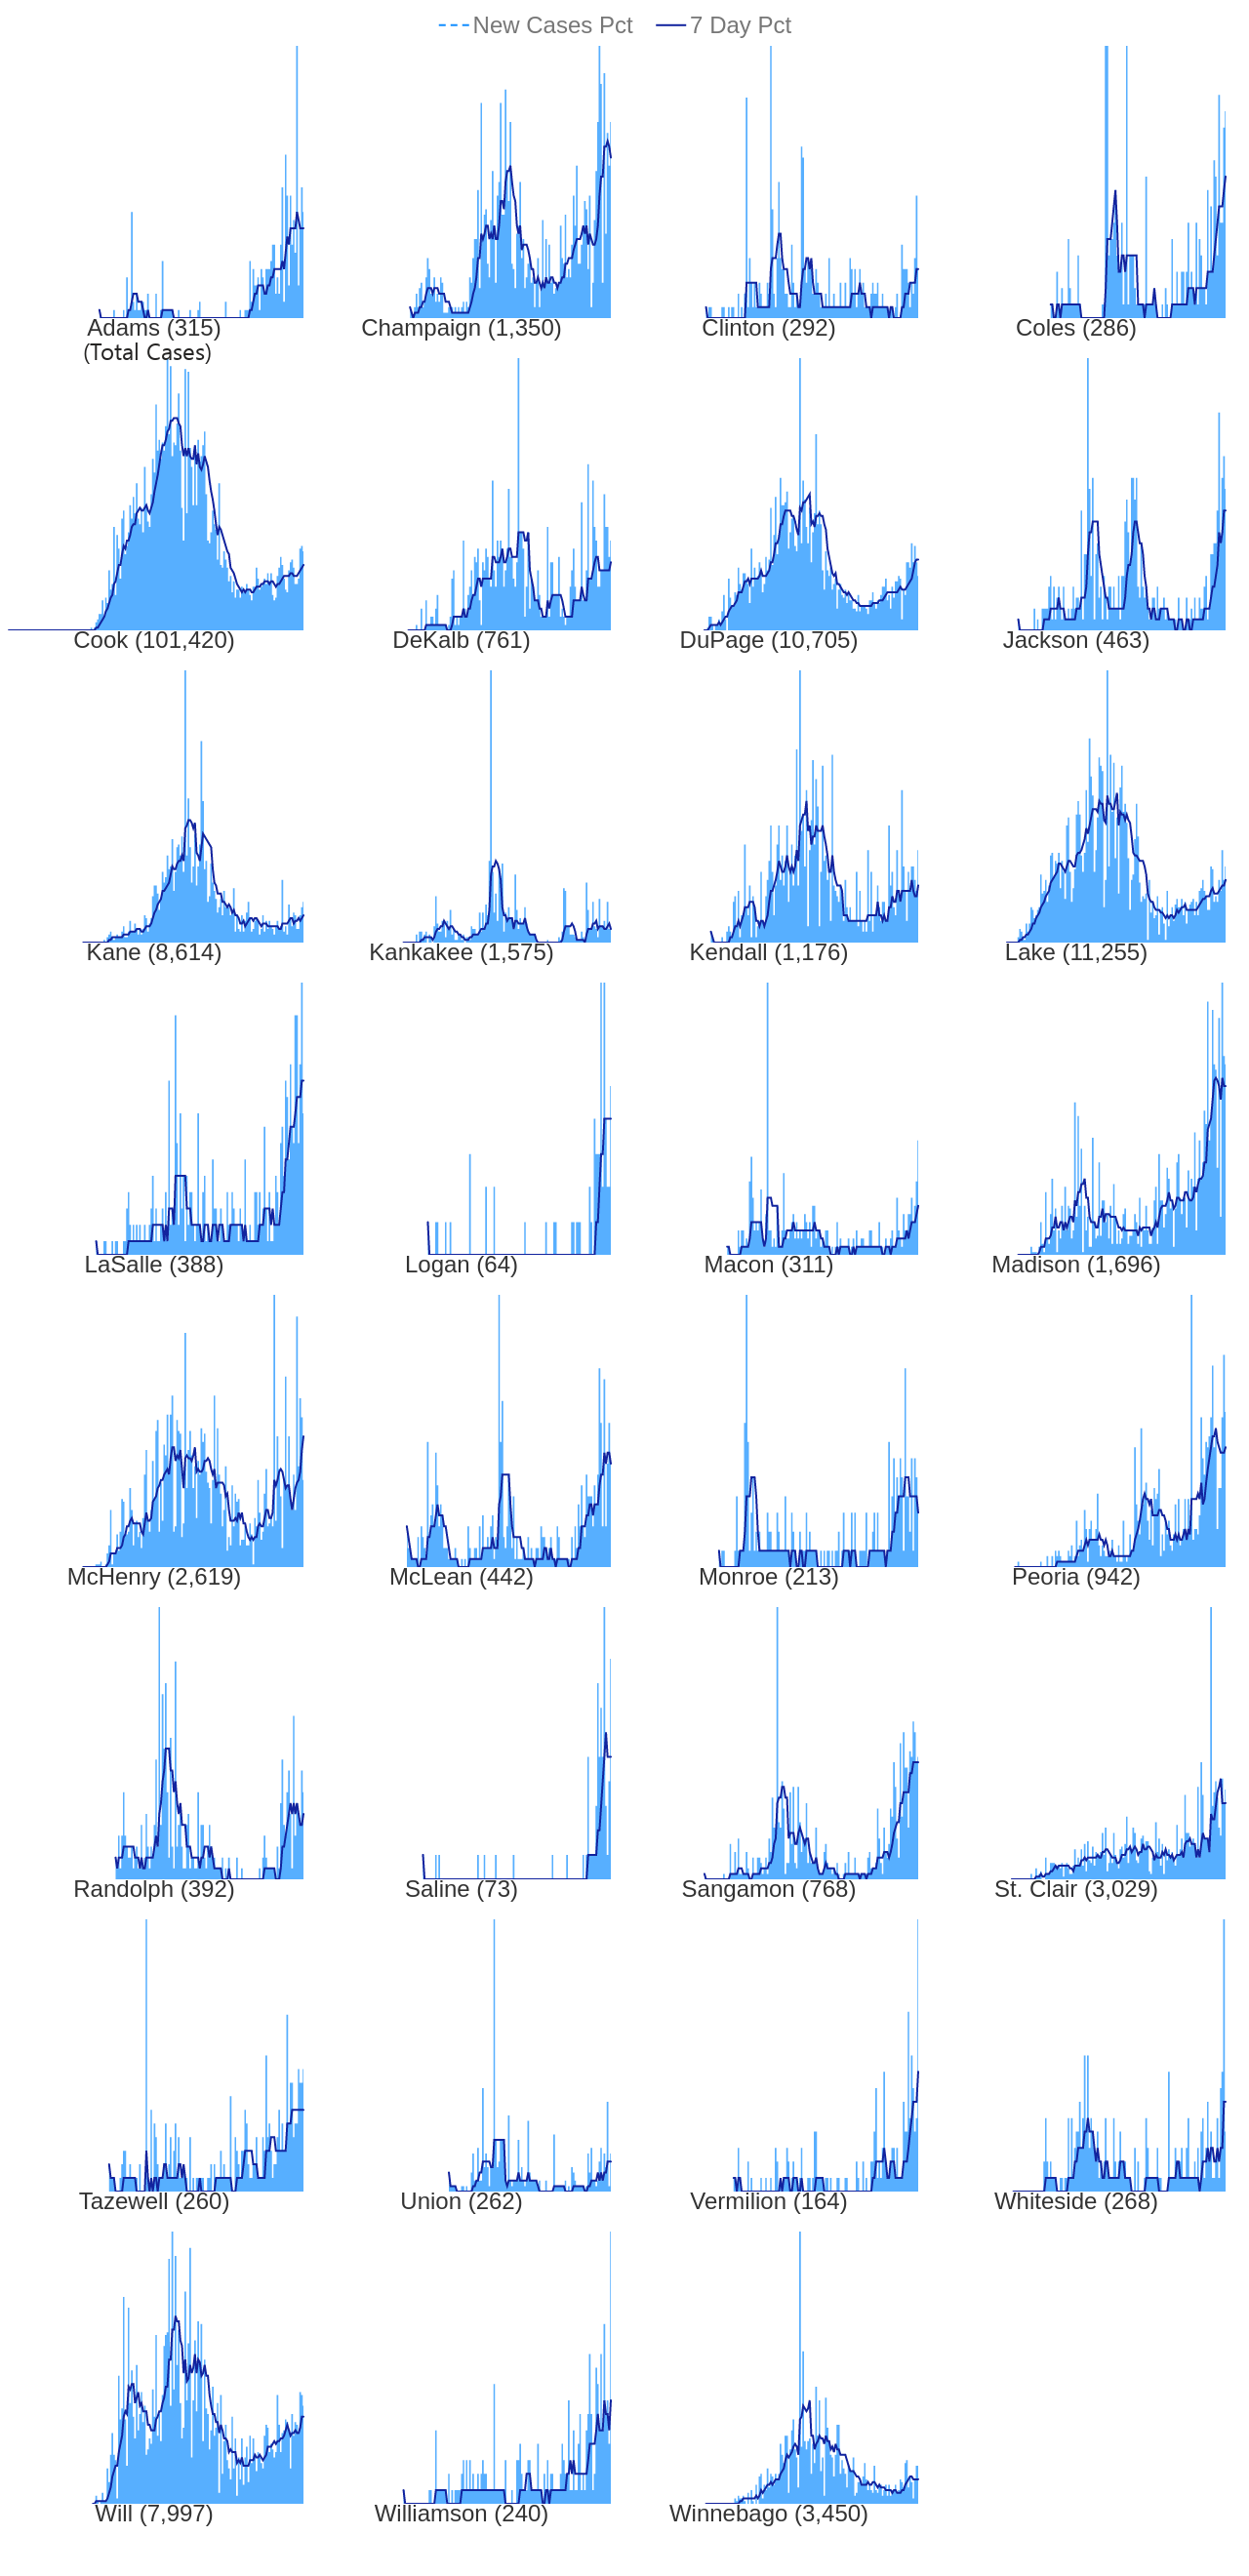 New Cases Pct 7 Day Pct
Adams (315) Champaign (1,350) Clinton (292) Coles (286)
(Total Cases)
Cook (101,420) DeKalb (761) DuPage (10,705) Jackson (463)
Kane (8,614) Kankakee (1,575) Kendall (1,176) Lake (11,255)
LaSalle (388) Logan (64) Macon (311) Madison (1,696)
McHenry (2,619) McLean (442) Monroe (213) Peoria (942)
Randolph (392) Saline (73) Sangamon (768) St. Clair (3,029)
Tazewell (260) Union (262) Vermilion (164) Whiteside (268)
Will (7,997) Williamson (240) Winnebago (3,450)